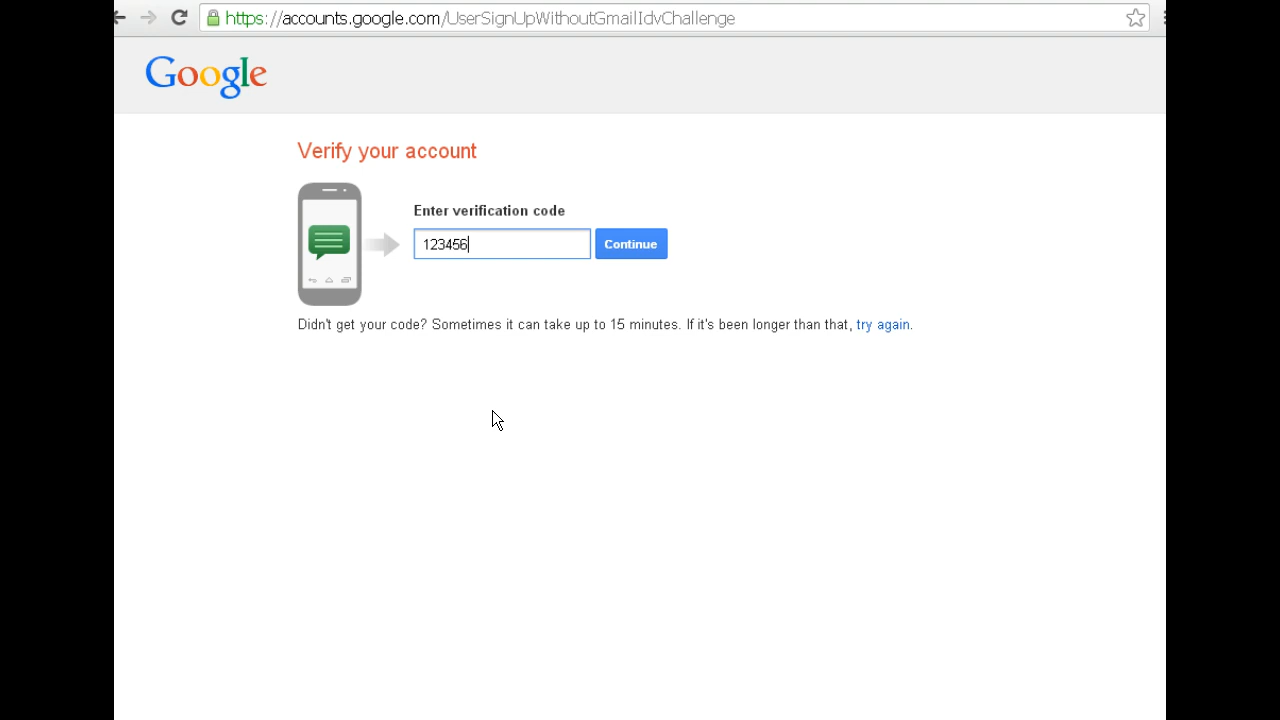 https://accounts.google.com/UserSignUpWithoutGmailIdvChallenge
Google
Verify your account
Enter verification code
123456
Continue
Didn't get your code? Sometimes it can take up to 15 minutes. If it's been longer than that, try again.